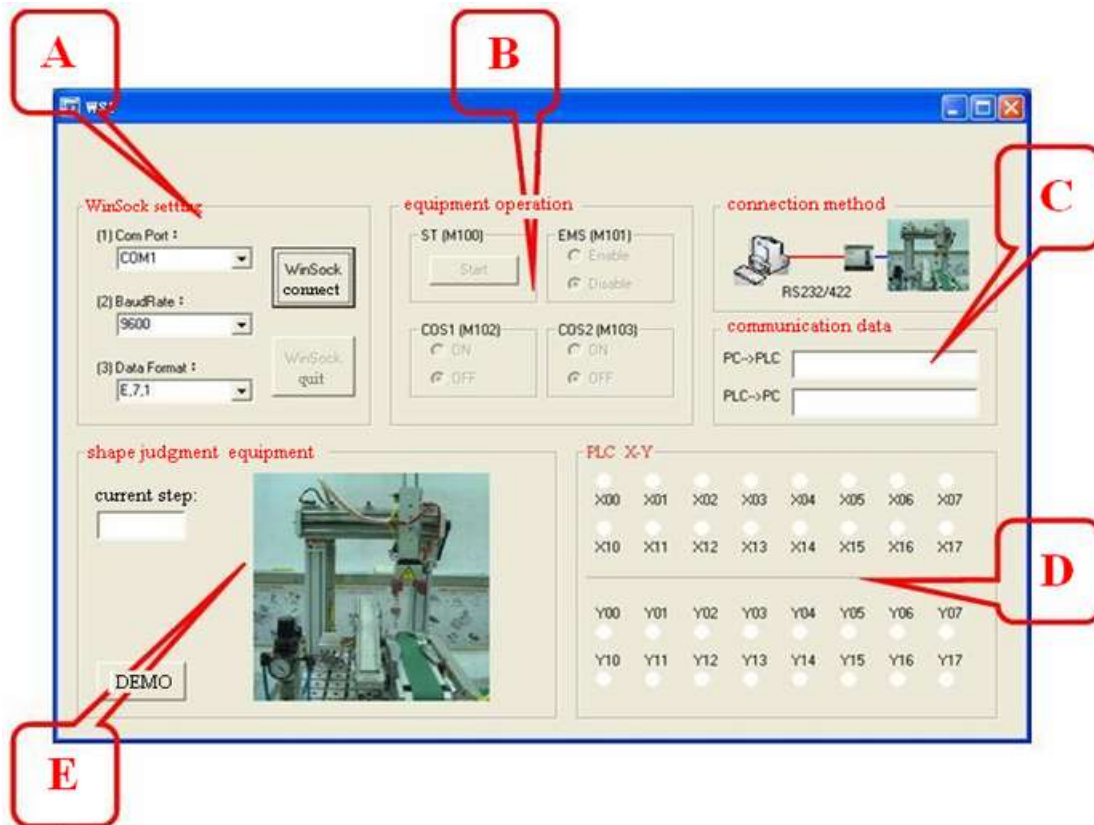 A
B
C
WinSock setting
(1) Com Port :
COM1
WinSock
connect
(2) BaudRate :
9600
(3) Data Format :
E,7,1
WinSock
quit
equipment operation
ST (M100)
Start
EMS (M101)
Enable
Disable
COS1 (M102)
ON
OFF
COS2 (M103)
ON
OFF
connection method
RS232/422
communication data
PC-->PLC
PLC-->PC
shape judgment equipment
current step:
DEMO
PLC X-Y
X00 X01 X02 X03 X04 X05 X06 X07
X10 X11 X12 X13 X14 X15 X16 X17
Y00 Y01 Y02 Y03 Y04 Y05 Y06 Y07
Y10 Y11 Y12 Y13 Y14 Y15 Y16 Y17
D
E